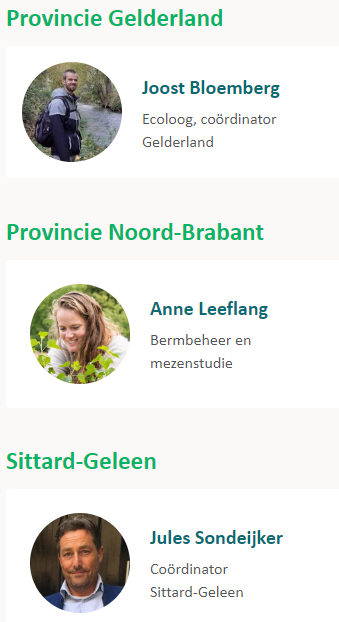 Provincie Gelderland
Joost Bloemberg
Ecoloog, coördinator
Gelderland
Provincie Noord-Brabant
Anne Leeflang
Bermbeheer en
mezenstudie
Sittard-Geleen
Jules Sondeijker
Coördinator
Sittard-Geleen